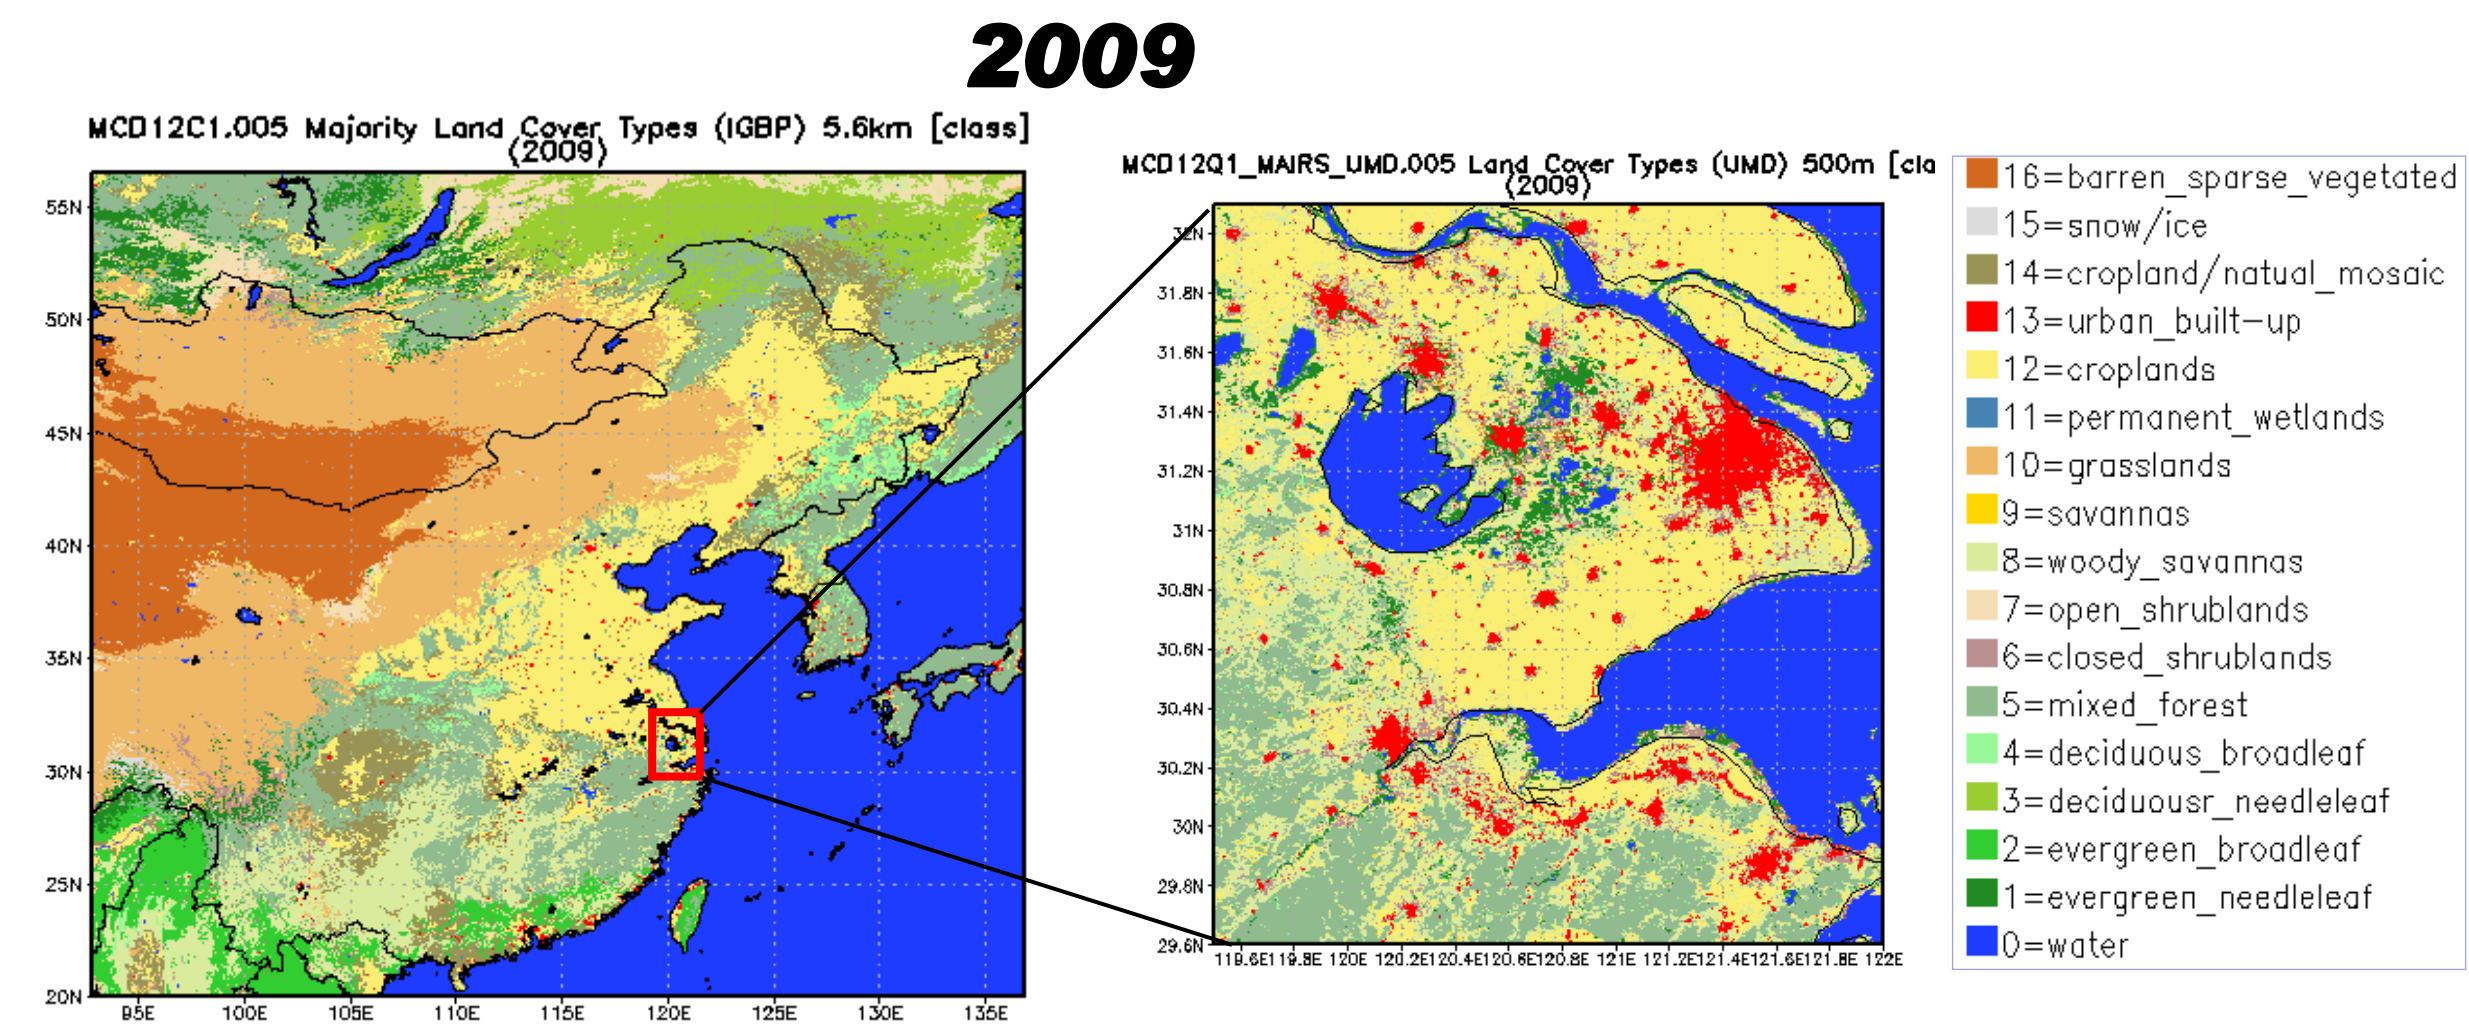 2009
MCD12C1.005 Majority Land Cover Types (IGBP) 5.6km [class]
(2009)
55N
50N
45N
40N
35N
30N
25N
20N
95E 100E 105E 110E 115E 120E 125E 130E 135E
MCD12Q1_MAIRS_UMD.005 Land Cover Types (UMD) 500m [cla
(2009)
32N
31.8N
31.6N
31.4N
31.2N
31N
30.8N
30.6N
30.4N
30.2N
30N
29.8N
29.6N
119.6E 119.8E 120E 120.2E 120.4E 120.6E 120.8E 121E 121.2E 121.4E 121.6E 121.8E 122E
16=barren_sparse_vegetated
15=snow/ice
14=cropland/natual_mosaic
13=urban_built-up
12=croplands
11=permanent_wetlands
10=grasslands
9=savannas
8=woody_savannas
7=open_shrublands
6=closed_shrublands
5=mixed_forest
4=deciduous_broadleaf
3=deciduousr_needleleaf
2=evergreen_broadleaf
1=evergreen_needleleaf
0=water